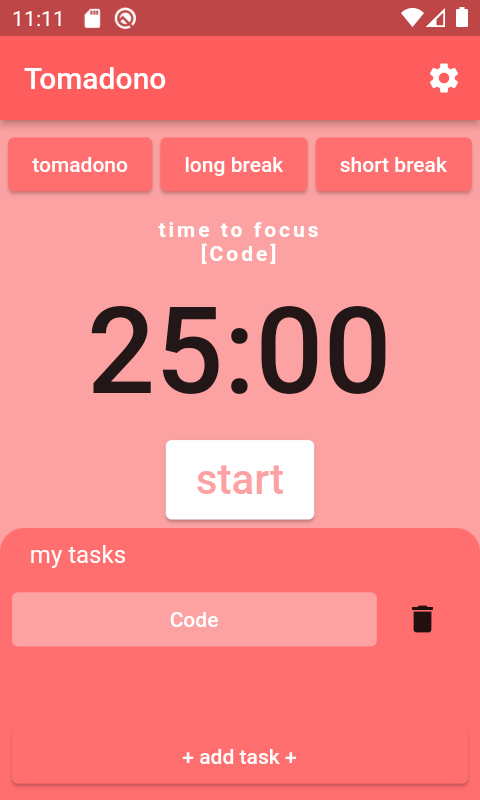 11:11
Tomadono
tomadono long break short break
time to focus
[Code]
25:00
start
my tasks
Code
+ add task +